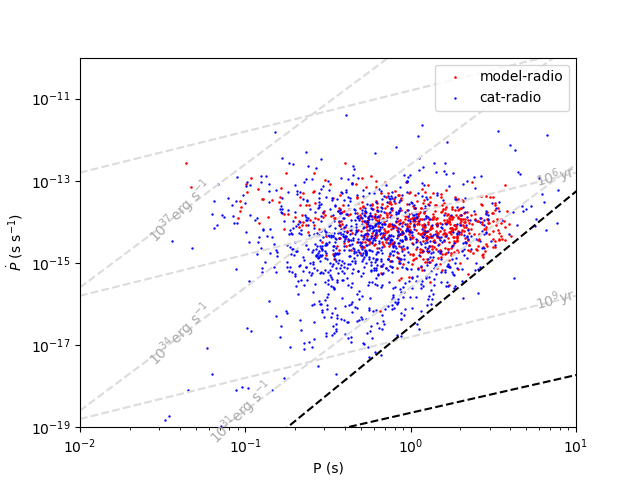 model-radio
cat-radio
10^{37} erg s^{-1}
10^{34} erg s^{-1}
10^{31} erg s^{-1}
10^6 yr
10^9 yr
10^{-11}
10^{-13}
10^{-15}
10^{-17}
10^{-19}
Ṗ (s s^{-1})
10^{-2}
10^{-1}
10^0
10^1
P (s)